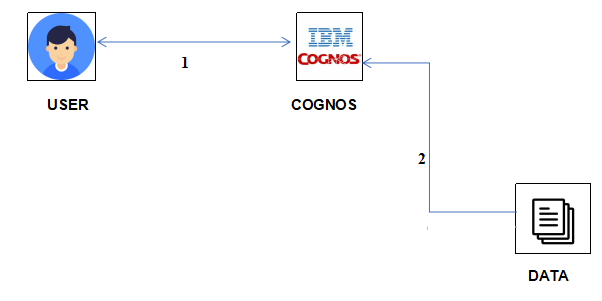 IBM
COGNOS
1
USER
COGNOS
2
DATA